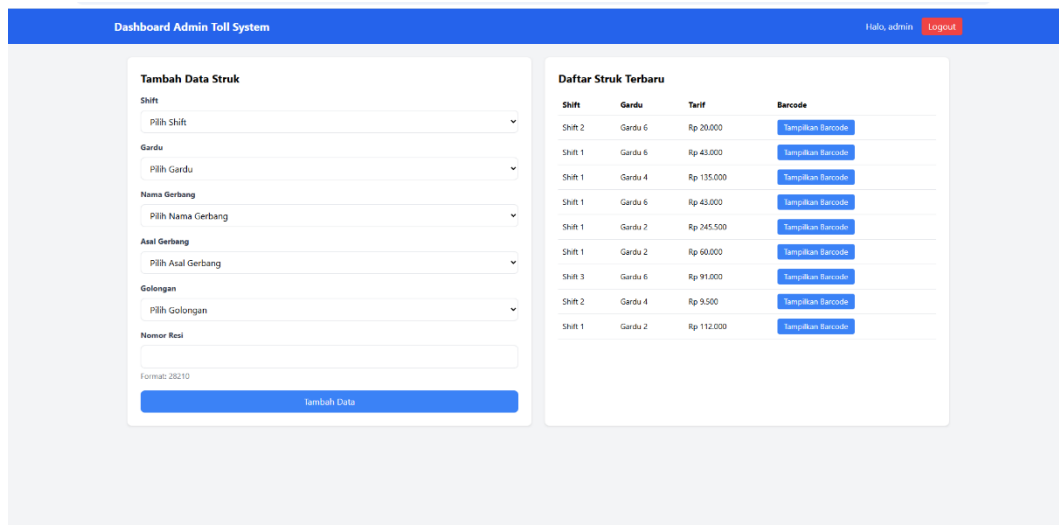 Dashboard Admin Toll System
Halo, admin Logout
Tambah Data Struk
Shift
Pilih Shift
Gardu
Pilih Gardu
Nama Gerbang
Pilih Nama Gerbang
Asal Gerbang
Pilih Asal Gerbang
Golongan
Pilih Golongan
Nomor Resi
Format: 28210
Tambah Data
Daftar Struk Terbaru
Shift Gardu Tarif Barcode
Shift 2 Gardu 6 Rp 20.000 Tampilkan Barcode
Shift 1 Gardu 6 Rp 43.000 Tampilkan Barcode
Shift 1 Gardu 4 Rp 135.000 Tampilkan Barcode
Shift 1 Gardu 6 Rp 43.000 Tampilkan Barcode
Shift 1 Gardu 2 Rp 245.500 Tampilkan Barcode
Shift 1 Gardu 2 Rp 60.000 Tampilkan Barcode
Shift 3 Gardu 6 Rp 91.000 Tampilkan Barcode
Shift 2 Gardu 4 Rp 9.500 Tampilkan Barcode
Shift 1 Gardu 2 Rp 112.000 Tampilkan Barcode